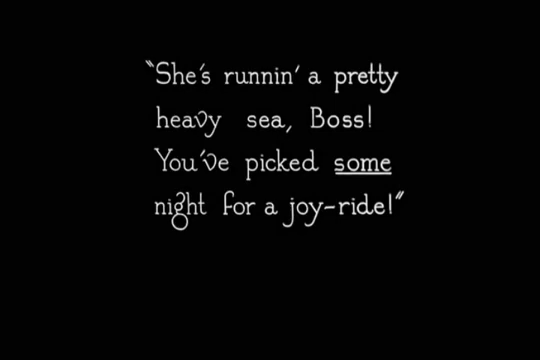 "She's runnin' a pretty
heavy sea, Boss!
You've picked some
night for a joy-ride!"